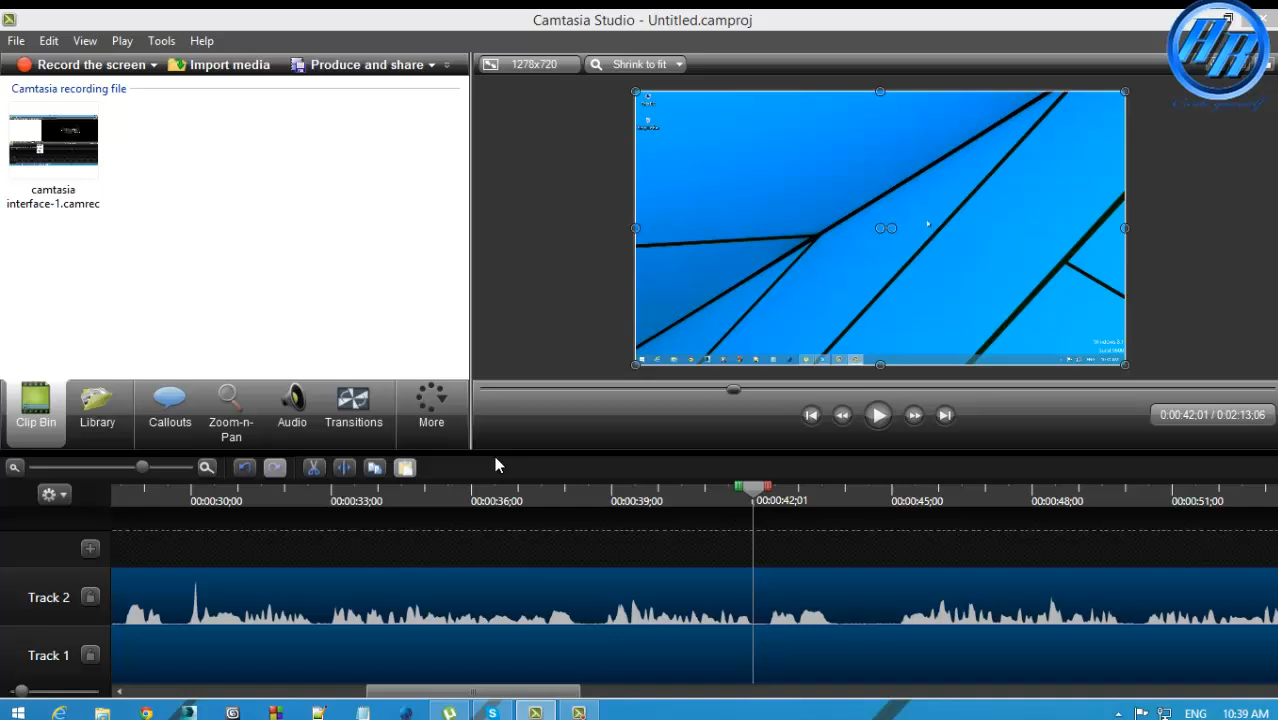 Camtasia Studio - Untitled.camproj
File Edit View Play Tools Help
Record the screen Import media Produce and share
1278x720 Shrink to fit
Camtasia recording file
camtasia
interface-1.camrec
Clip Bin Library Callouts Zoom-n-
Pan Audio Transitions More
0:00:42;01 / 0:02:13;06
00:00:30;00 00:00:33;00 00:00:36;00 00:00:39;00 00:00:42;01 00:00:45;00 00:00:48;00 00:00:51;00
Track 2
Track 1
ENG 10:39 AM